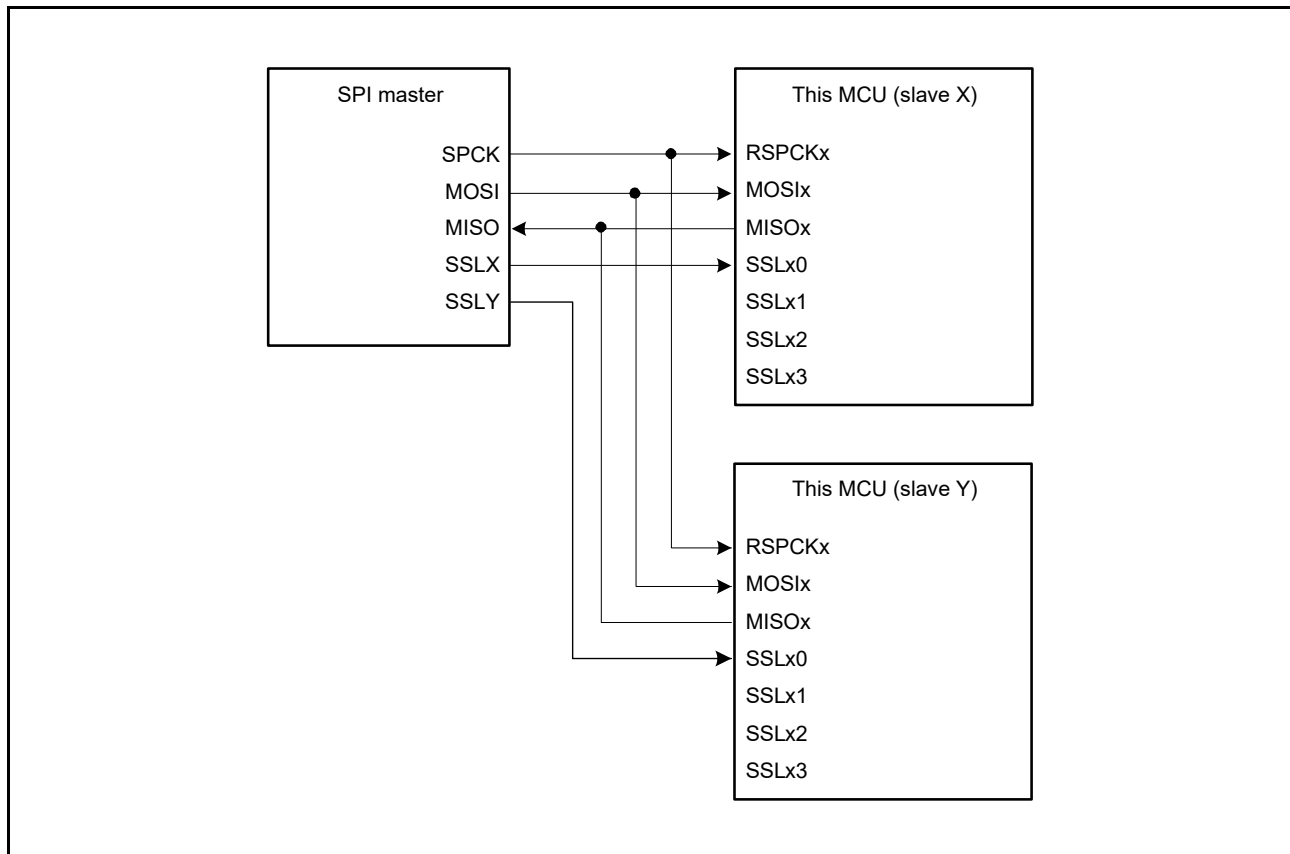 SPI master
SPCK
MOSI
MISO
SSLX
SSLY
This MCU (slave X)
RSPCKx
MOSIx
MISOx
SSLx0
SSLx1
SSLx2
SSLx3
This MCU (slave Y)
RSPCKx
MOSIx
MISOx
SSLx0
SSLx1
SSLx2
SSLx3